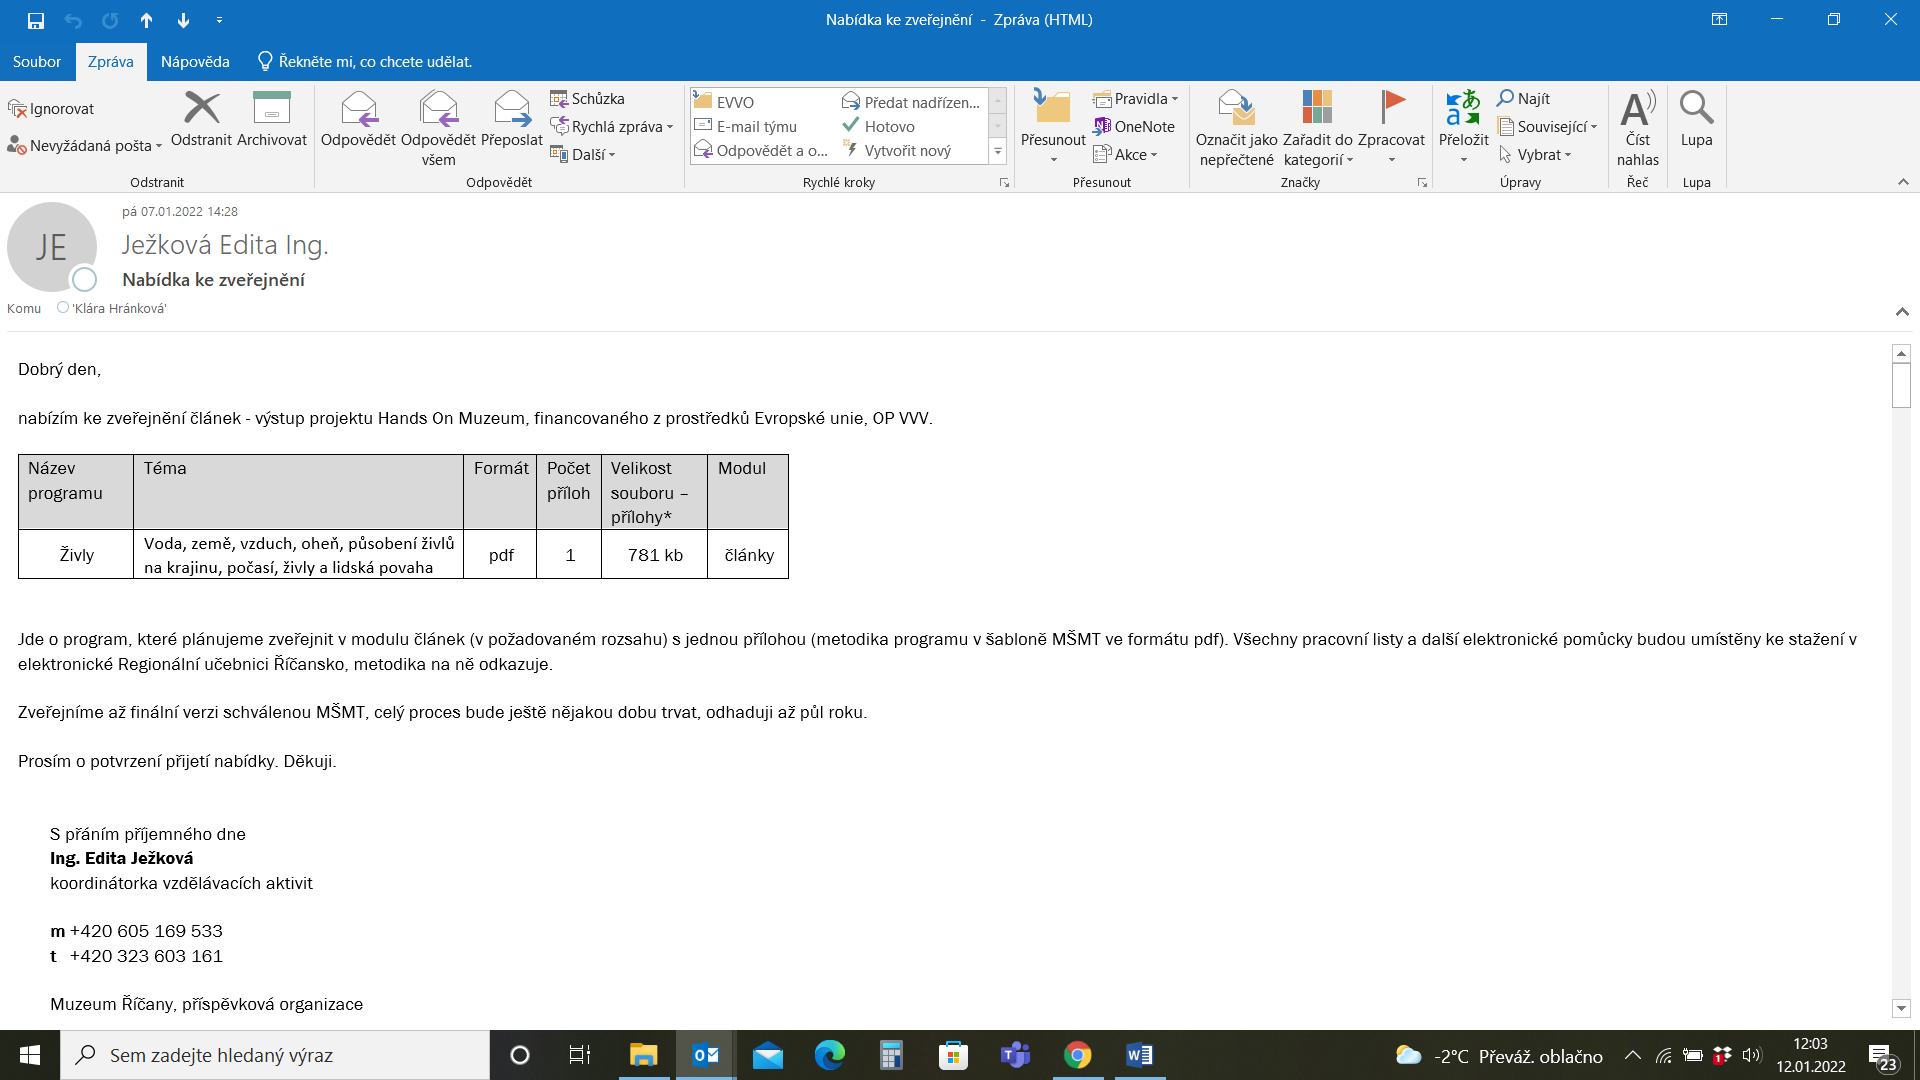 Nabídka ke zveřejnění - Zpráva (HTML)
Soubor Zpráva Nápověda Řekněte mi, co chcete udělat.
Ignorovat
Nevyžádaná pošta
Odstranit Archivovat
Odstranit
Odpovědět Odpovědět všem Přeposlat
Schůzka
Rychlá zpráva
Další
Odpovědět
EVVO
E-mail týmu
Odpovědět a o...
Předat nadřízen...
Hotovo
Vytvořit nový
Rychlé kroky
Přesunout
Pravidla
OneNote
Akce
Přesunout
Označit jako nepřečtené
Zařadit do kategorií
Zpracovat
Značky
Přeložit
Najít
Související
Vybrat
Úpravy
Číst nahlas
Řeč
Lupa
Lupa
pá 07.01.2022 14:28
JE
Ježková Edita Ing.
Nabídka ke zveřejnění
Komu 'Klára Hránková'
Dobrý den,
nabízím ke zveřejnění článek - výstup projektu Hands On Muzeum, financovaného z prostředků Evropské unie, OP VVV.
Název programu
Téma
Formát
Počet příloh
Velikost souboru – přílohy*
Modul
Živly
Voda, země, vzduch, oheň, působení živlů
na krajinu, počasí, živly a lidská povaha
pdf
1
781 kb
články
Jde o program, které plánujeme zveřejnit v modulu článek (v požadovaném rozsahu) s jednou přílohou (metodika programu v šabloně MŠMT ve formátu pdf). Všechny pracovní listy a další elektronické pomůcky budou umístěny ke stažení v
elektronické Regionální učebnici Říčansko, metodika na ně odkazuje.
Zveřejníme až finální verzi schválenou MŠMT, celý proces bude ještě nějakou dobu trvat, odhaduji až půl roku.
Prosím o potvrzení přijetí nabídky. Děkuji.
S přáním příjemného dne
Ing. Edita Ježková
koordinátorka vzdělávacích aktivit
m +420 605 169 533
t +420 323 603 161
Muzeum Říčany, příspěvková organizace
Sem zadejte hledaný výraz
-2°C Převáž. oblačno
12:03
12.01.2022
23